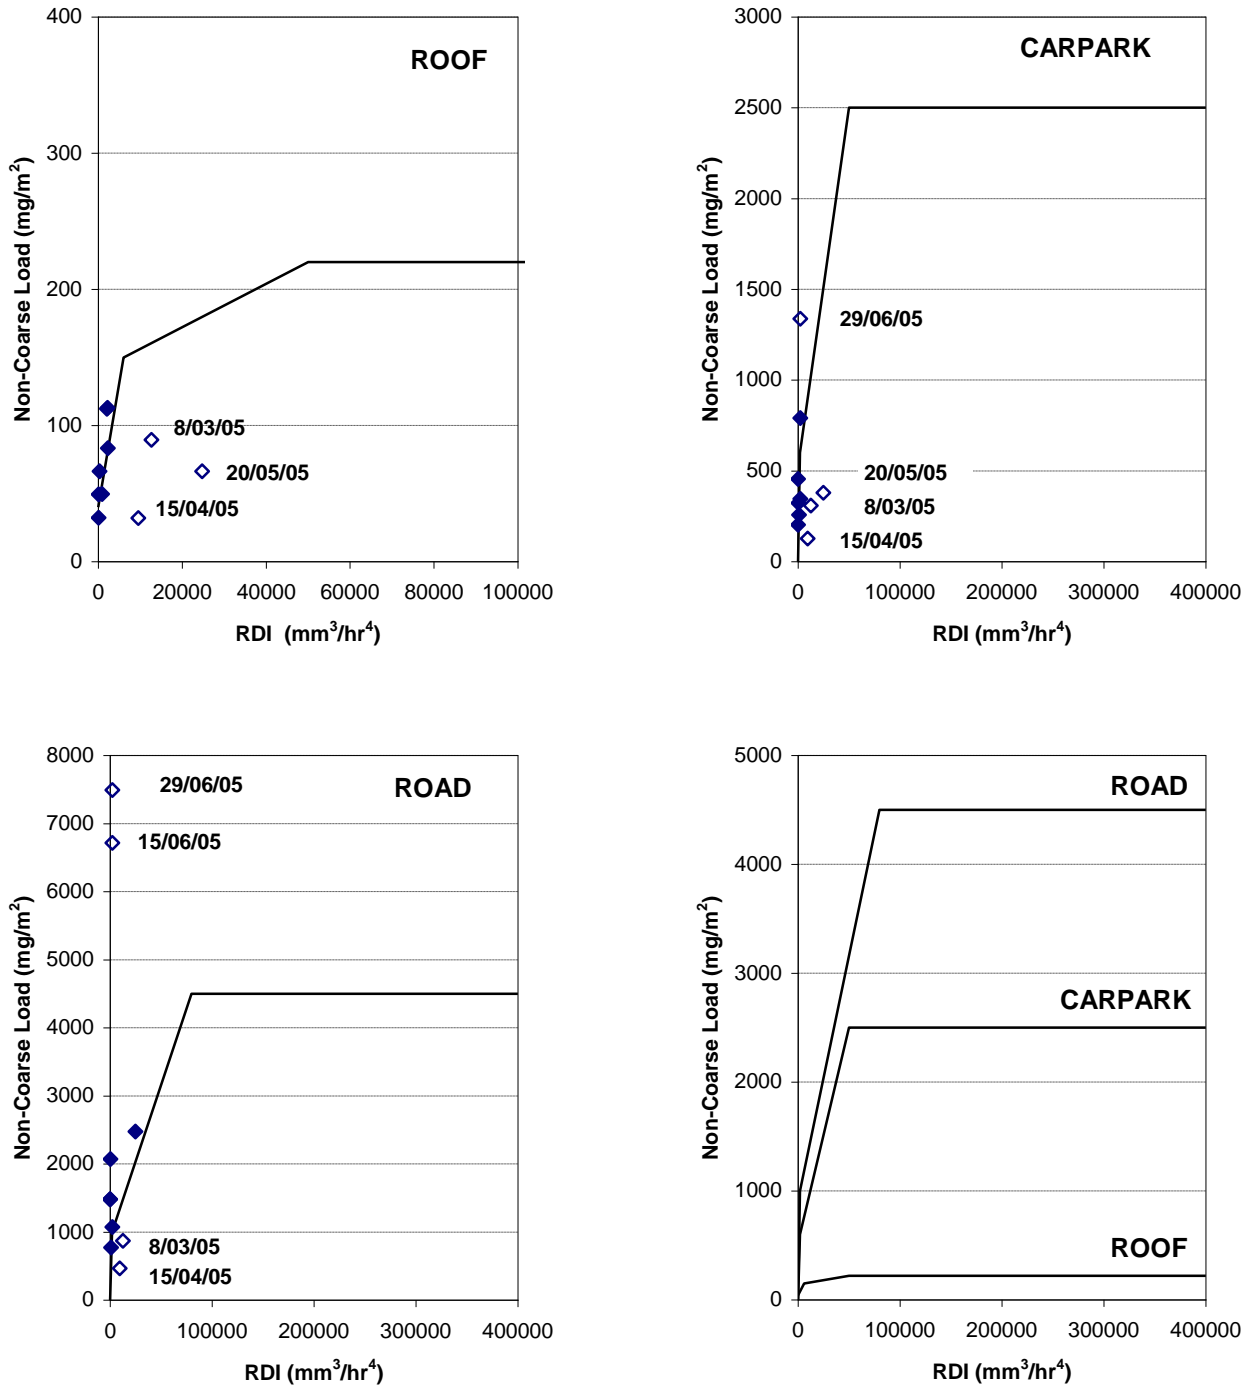 ROOF
400
300
200
100
0
Non-Coarse Load (mg/m²)
8/03/05
20/05/05
15/04/05
0 20000 40000 60000 80000 100000
RDI (mm³/hr⁴)
CARPARK
3000
2500
2000
1500
1000
500
0
Non-Coarse Load (mg/m²)
29/06/05
20/05/05
8/03/05
15/04/05
0 100000 200000 300000 400000
RDI (mm³/hr⁴)
ROAD
8000
7000
6000
5000
4000
3000
2000
1000
0
Non-Coarse Load (mg/m²)
29/06/05
15/06/05
8/03/05
15/04/05
0 100000 200000 300000 400000
RDI (mm³/hr⁴)
5000
4000
3000
2000
1000
0
Non-Coarse Load (mg/m²)
ROAD
CARPARK
ROOF
0 100000 200000 300000 400000
RDI (mm³/hr⁴)